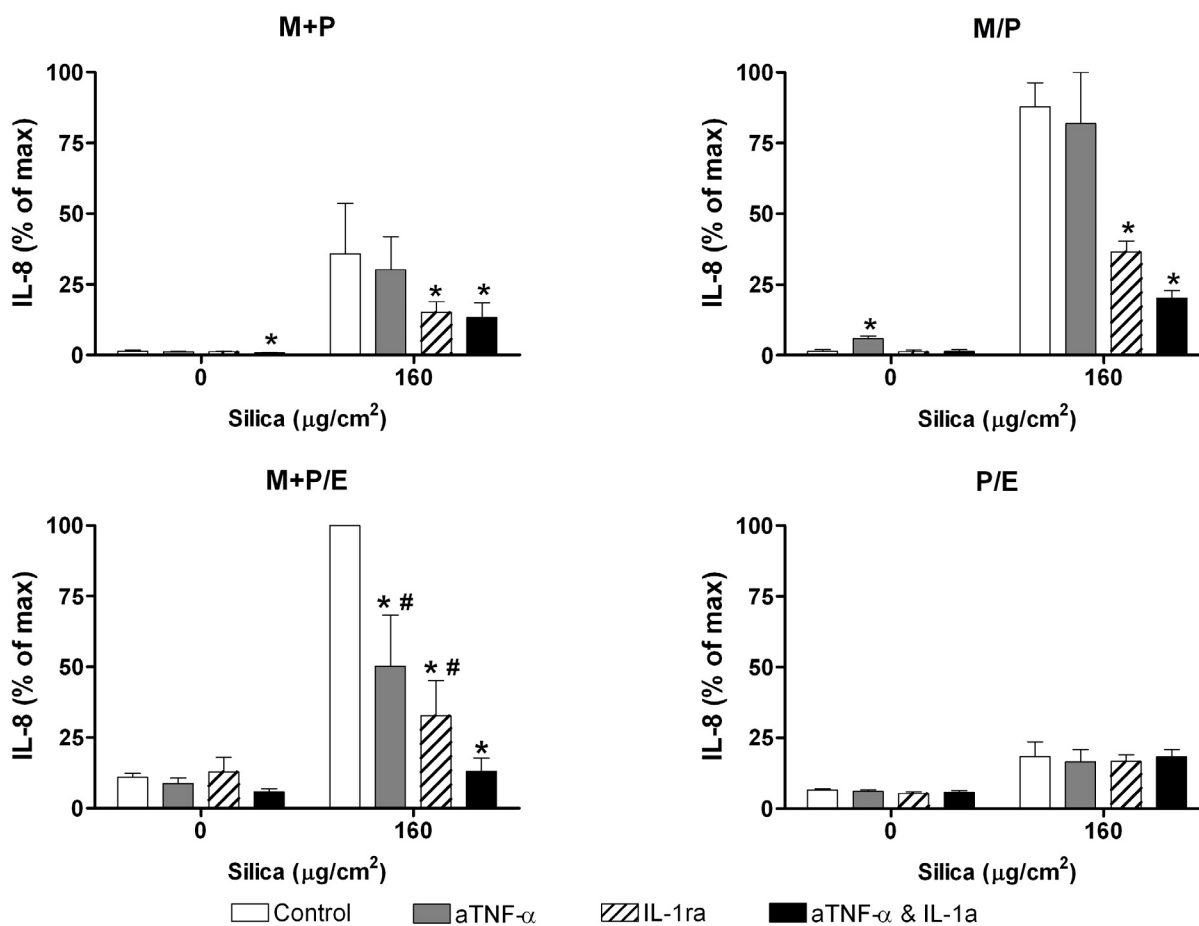 M+P
100
75
50
25
0
IL-8 (% of max)
*
*
*
0
160
Silica (μg/cm²)
M/P
100
75
50
25
0
IL-8 (% of max)
*
*
*
0
160
Silica (μg/cm²)
M+P/E
100
75
50
25
0
IL-8 (% of max)
* #
* #
*
0
160
Silica (μg/cm²)
P/E
100
75
50
25
0
IL-8 (% of max)
0
160
Silica (μg/cm²)
Control aTNF-α IL-1ra aTNF-α & IL-1a